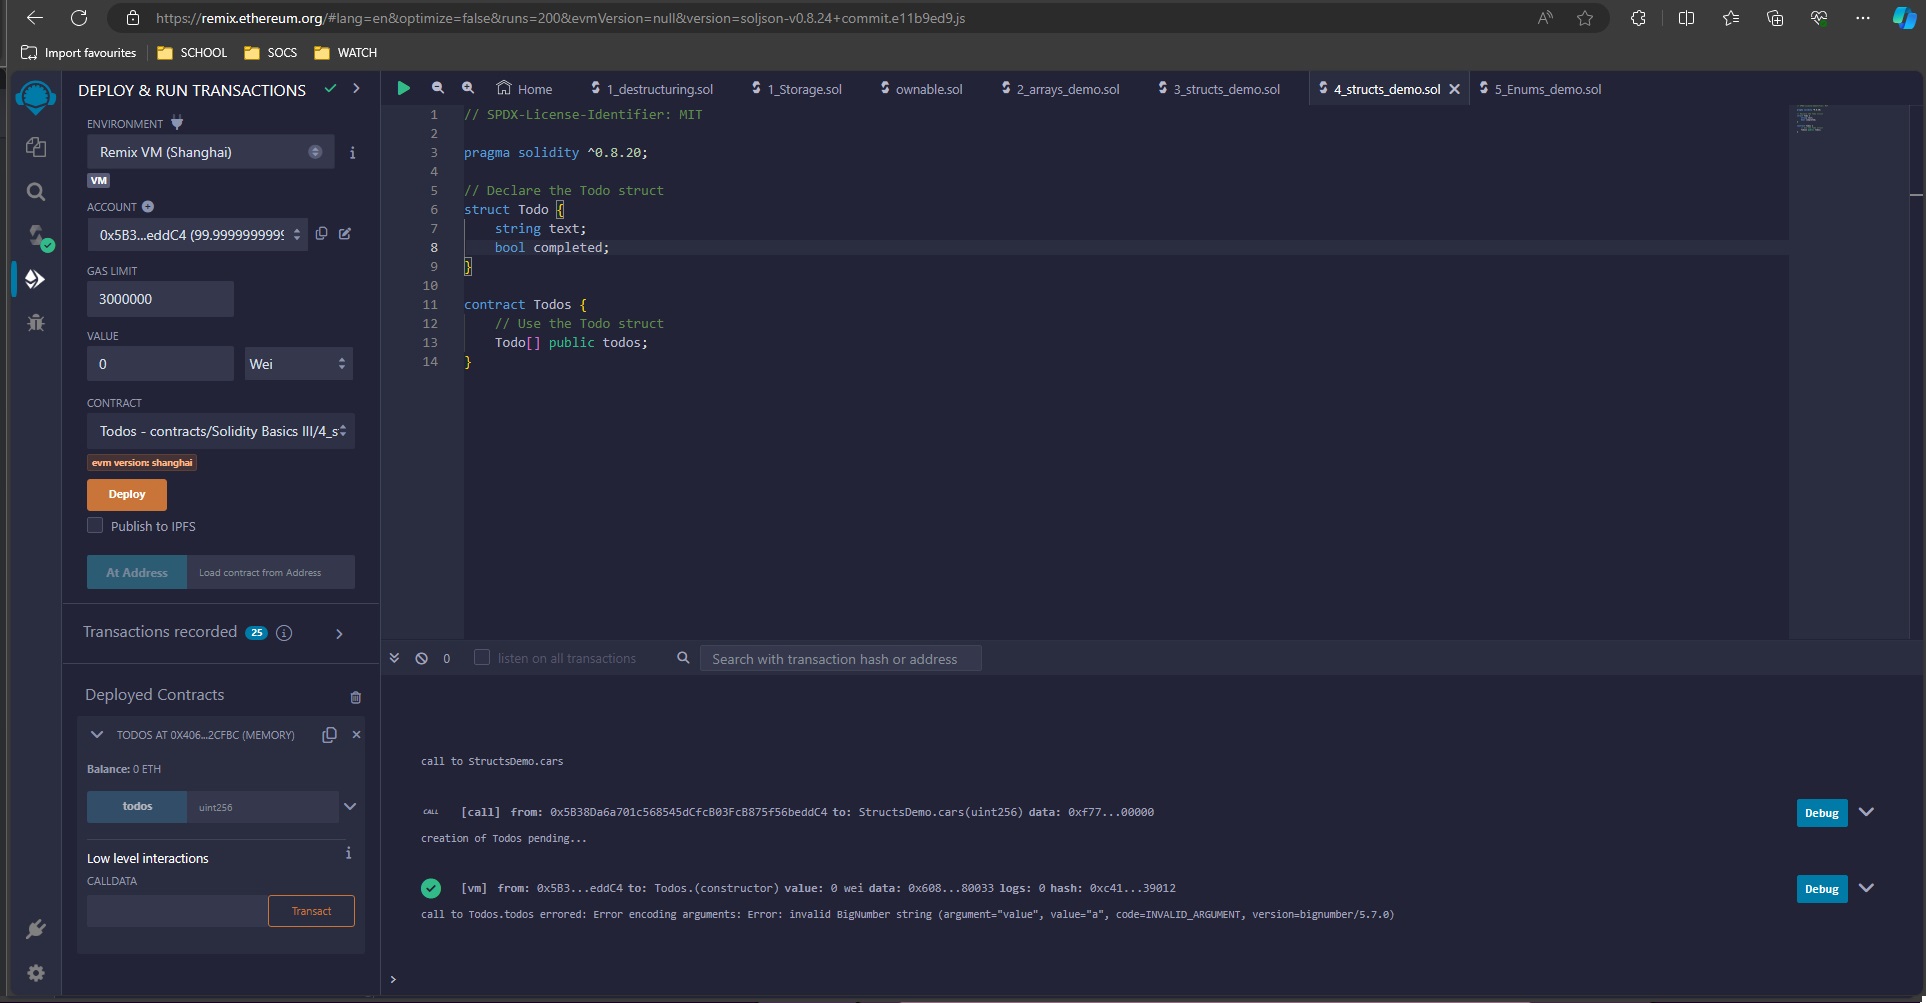 https://remix.ethereum.org/#lang=en&optimize=false&runs=200&evmVersion=null&version=soljson-v0.8.24+commit.e11b9ed9.js
Import favourites
SCHOOL
SOCS
WATCH
DEPLOY & RUN TRANSACTIONS
ENVIRONMENT
Remix VM (Shanghai)
VM
ACCOUNT
0x5B3...eddC4 (99.9999999999
GAS LIMIT
3000000
VALUE
0
Wei
CONTRACT
Todos - contracts/Solidity Basics III/4_s
evm version: shanghai
Deploy
Publish to IPFS
At Address
Load contract from Address
Transactions recorded 25
Deployed Contracts
TODOS AT 0X406...2CFBC (MEMORY)
Balance: 0 ETH
todos
uint256
Low level interactions
CALLDATA
Transact
Home
1_destructuring.sol
1_Storage.sol
ownable.sol
2_arrays_demo.sol
3_structs_demo.sol
4_structs_demo.sol
5_Enums_demo.sol
1 // SPDX-License-Identifier: MIT
2
3 pragma solidity ^0.8.20;
4
5 // Declare the Todo struct
6 struct Todo {
7 string text;
8 bool completed;
9 }
10
11 contract Todos {
12 // Use the Todo struct
13 Todo[] public todos;
14 }
0
listen on all transactions
Search with transaction hash or address
call to StructsDemo.cars
CALL [call] from: 0x5B38Da6a701c568545dCfcB03FcB875f56beddC4 to: StructsDemo.cars(uint256) data: 0xf77...00000
Debug
creation of Todos pending...
[vm] from: 0x5B3...eddC4 to: Todos.(constructor) value: 0 wei data: 0x608...80033 logs: 0 hash: 0xc41...39012
Debug
call to Todos.todos errored: Error encoding arguments: Error: invalid BigNumber string (argument="value", value="a", code=INVALID_ARGUMENT, version=bignumber/5.7.0)
>